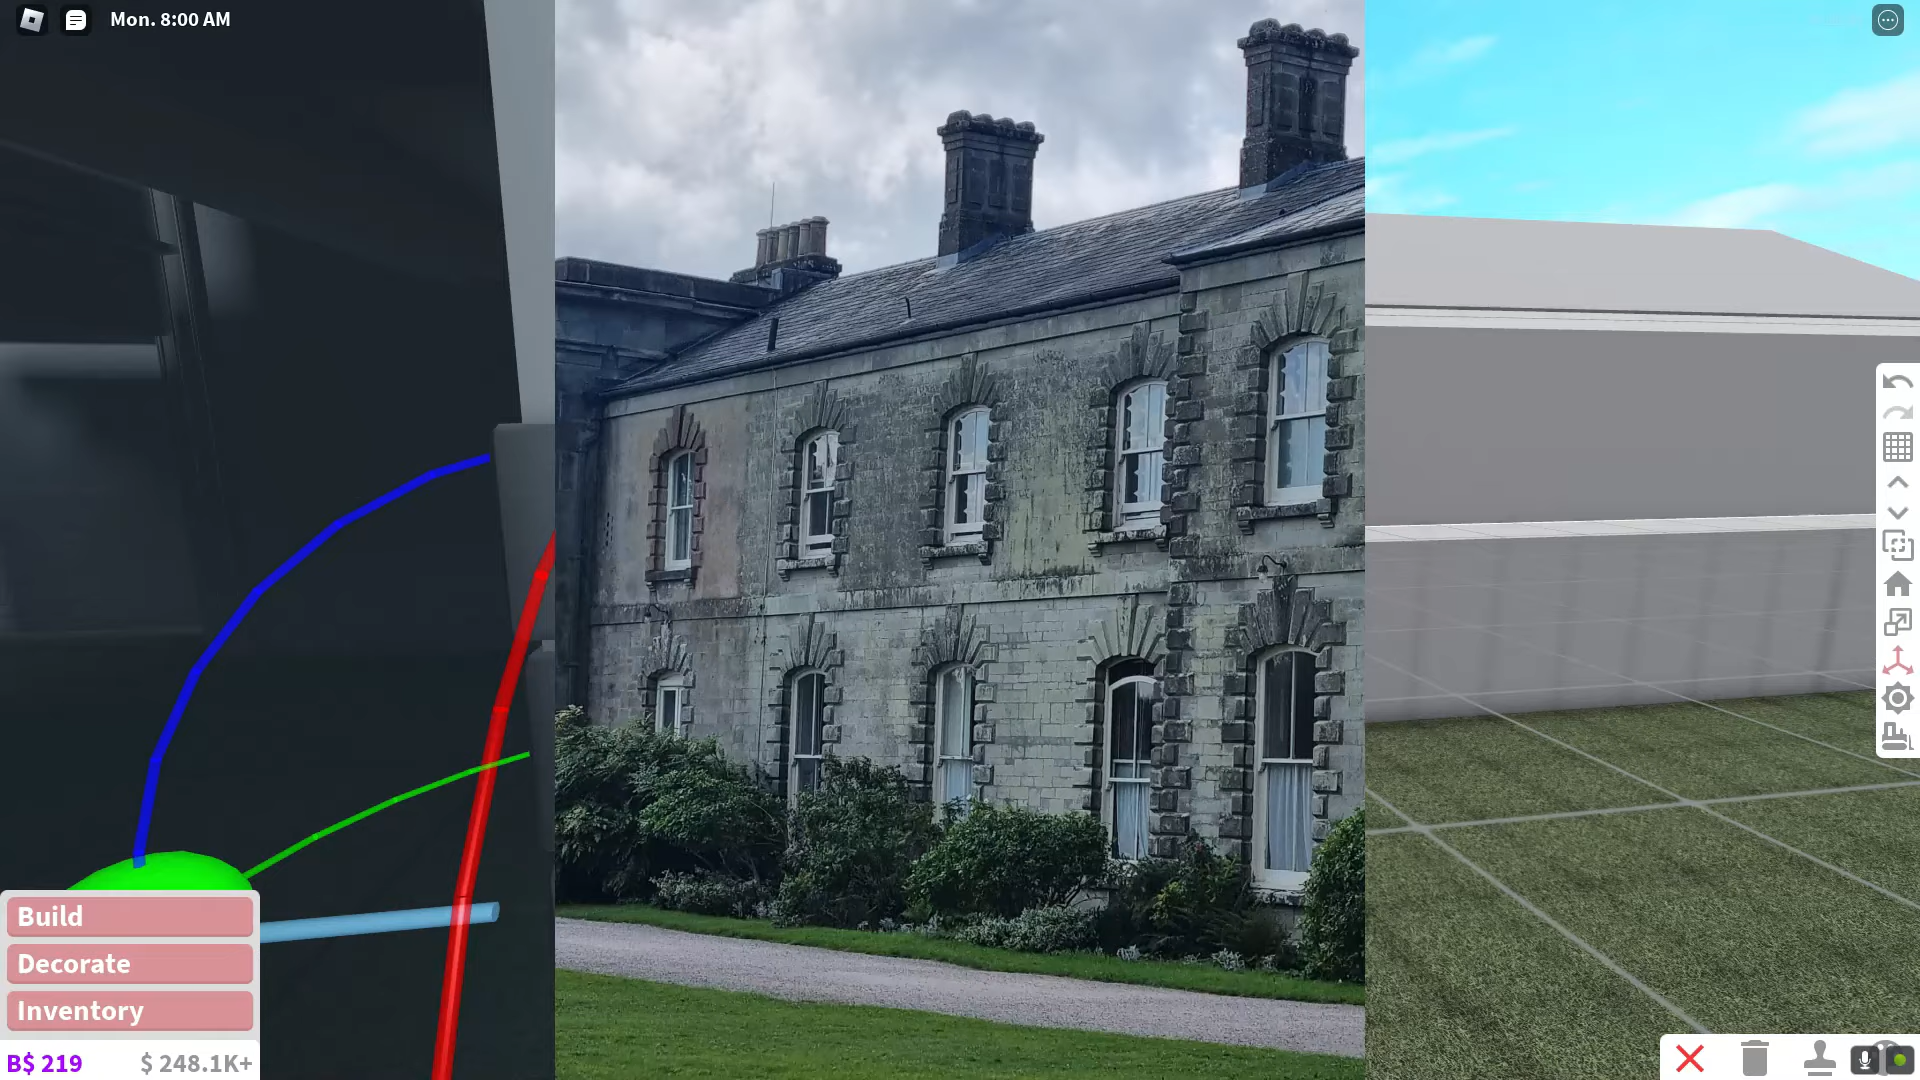 Mon. 8:00 AM
Build
Decorate
Inventory
B$ 219 $ 248.1K+